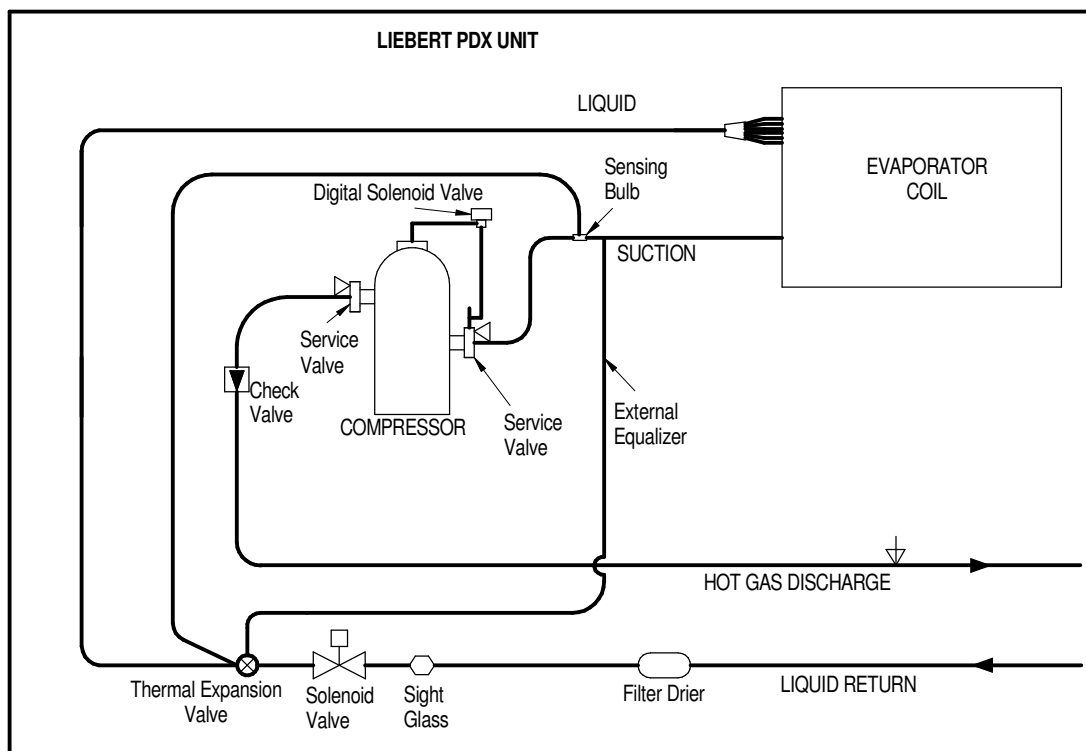 LIEBERT PDX UNIT
LIQUID
EVAPORATOR
COIL
Sensing
Bulb
Digital Solenoid Valve
SUCTION
Service
Valve
Check
Valve
COMPRESSOR
Service
Valve
External
Equalizer
HOT GAS DISCHARGE
Thermal Expansion
Valve
Solenoid
Valve
Sight
Glass
Filter Drier
LIQUID RETURN